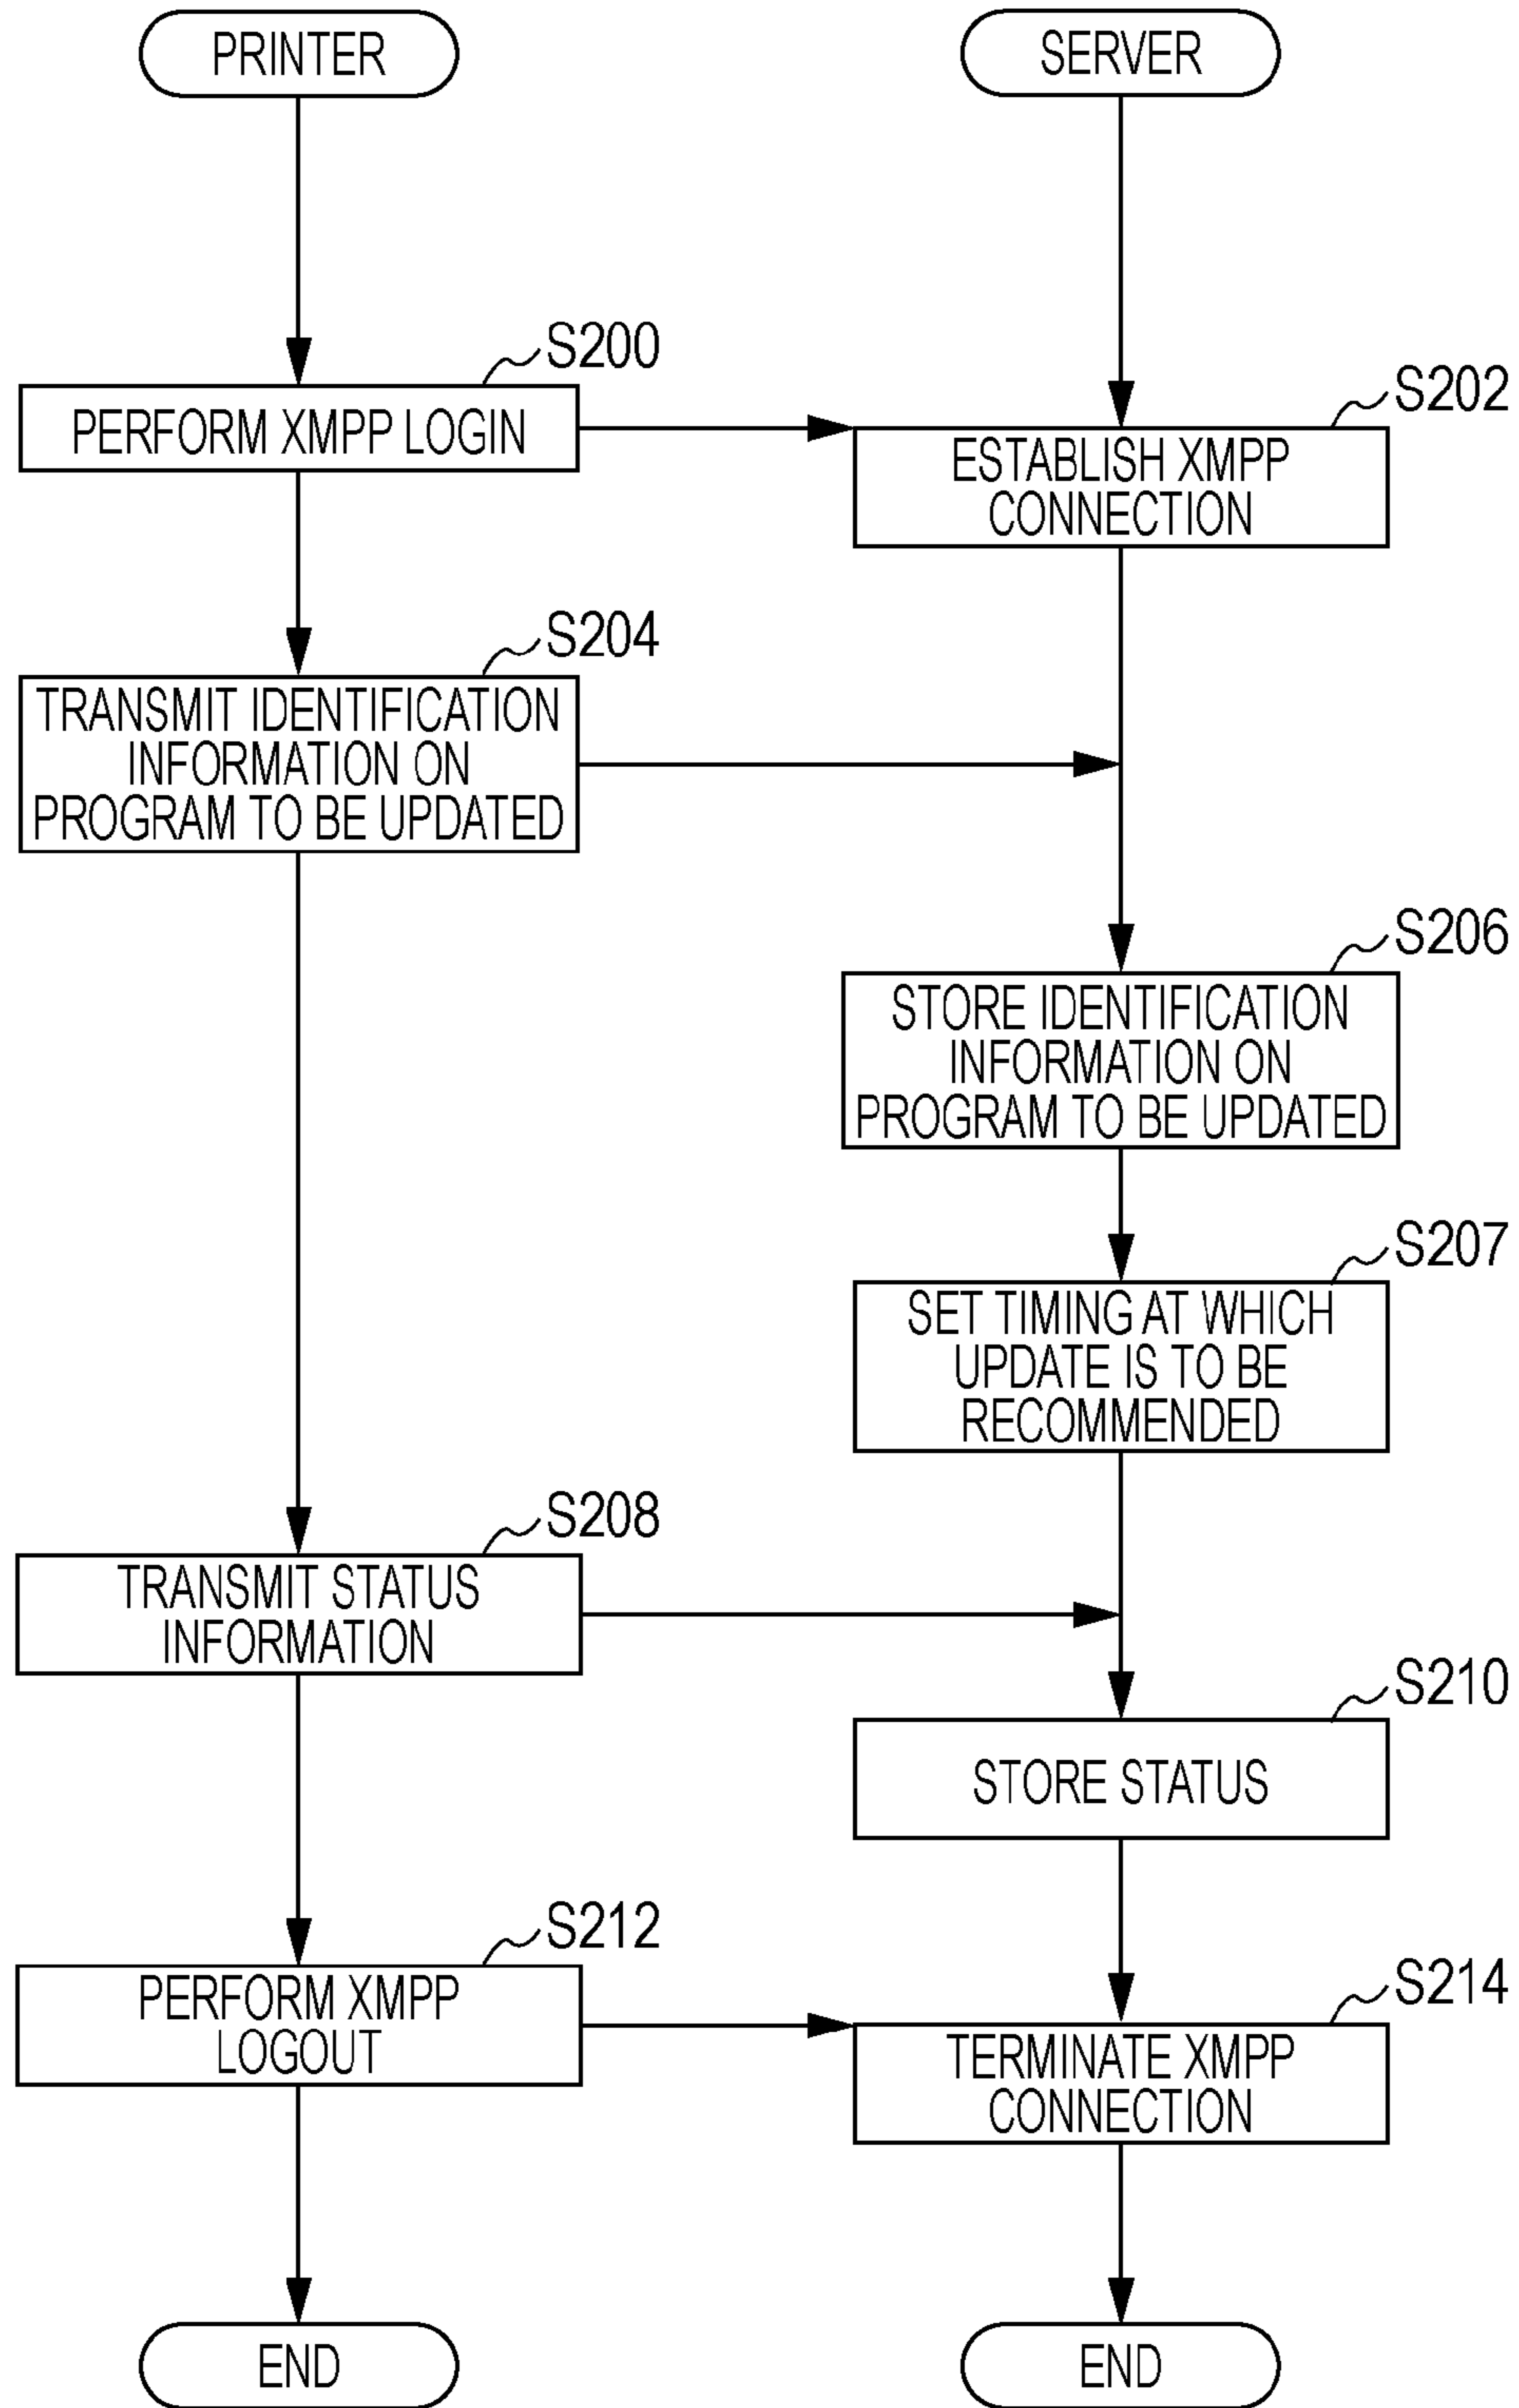 PRINTER
SERVER
S200
PERFORM XMPP LOGIN
S202
ESTABLISH XMPP
CONNECTION
S204
TRANSMIT IDENTIFICATION
INFORMATION ON
PROGRAM TO BE UPDATED
S206
STORE IDENTIFICATION
INFORMATION ON
PROGRAM TO BE UPDATED
S207
SET TIMING AT WHICH
UPDATE IS TO BE
RECOMMENDED
S208
TRANSMIT STATUS
INFORMATION
S210
STORE STATUS
S212
PERFORM XMPP
LOGOUT
S214
TERMINATE XMPP
CONNECTION
END
END